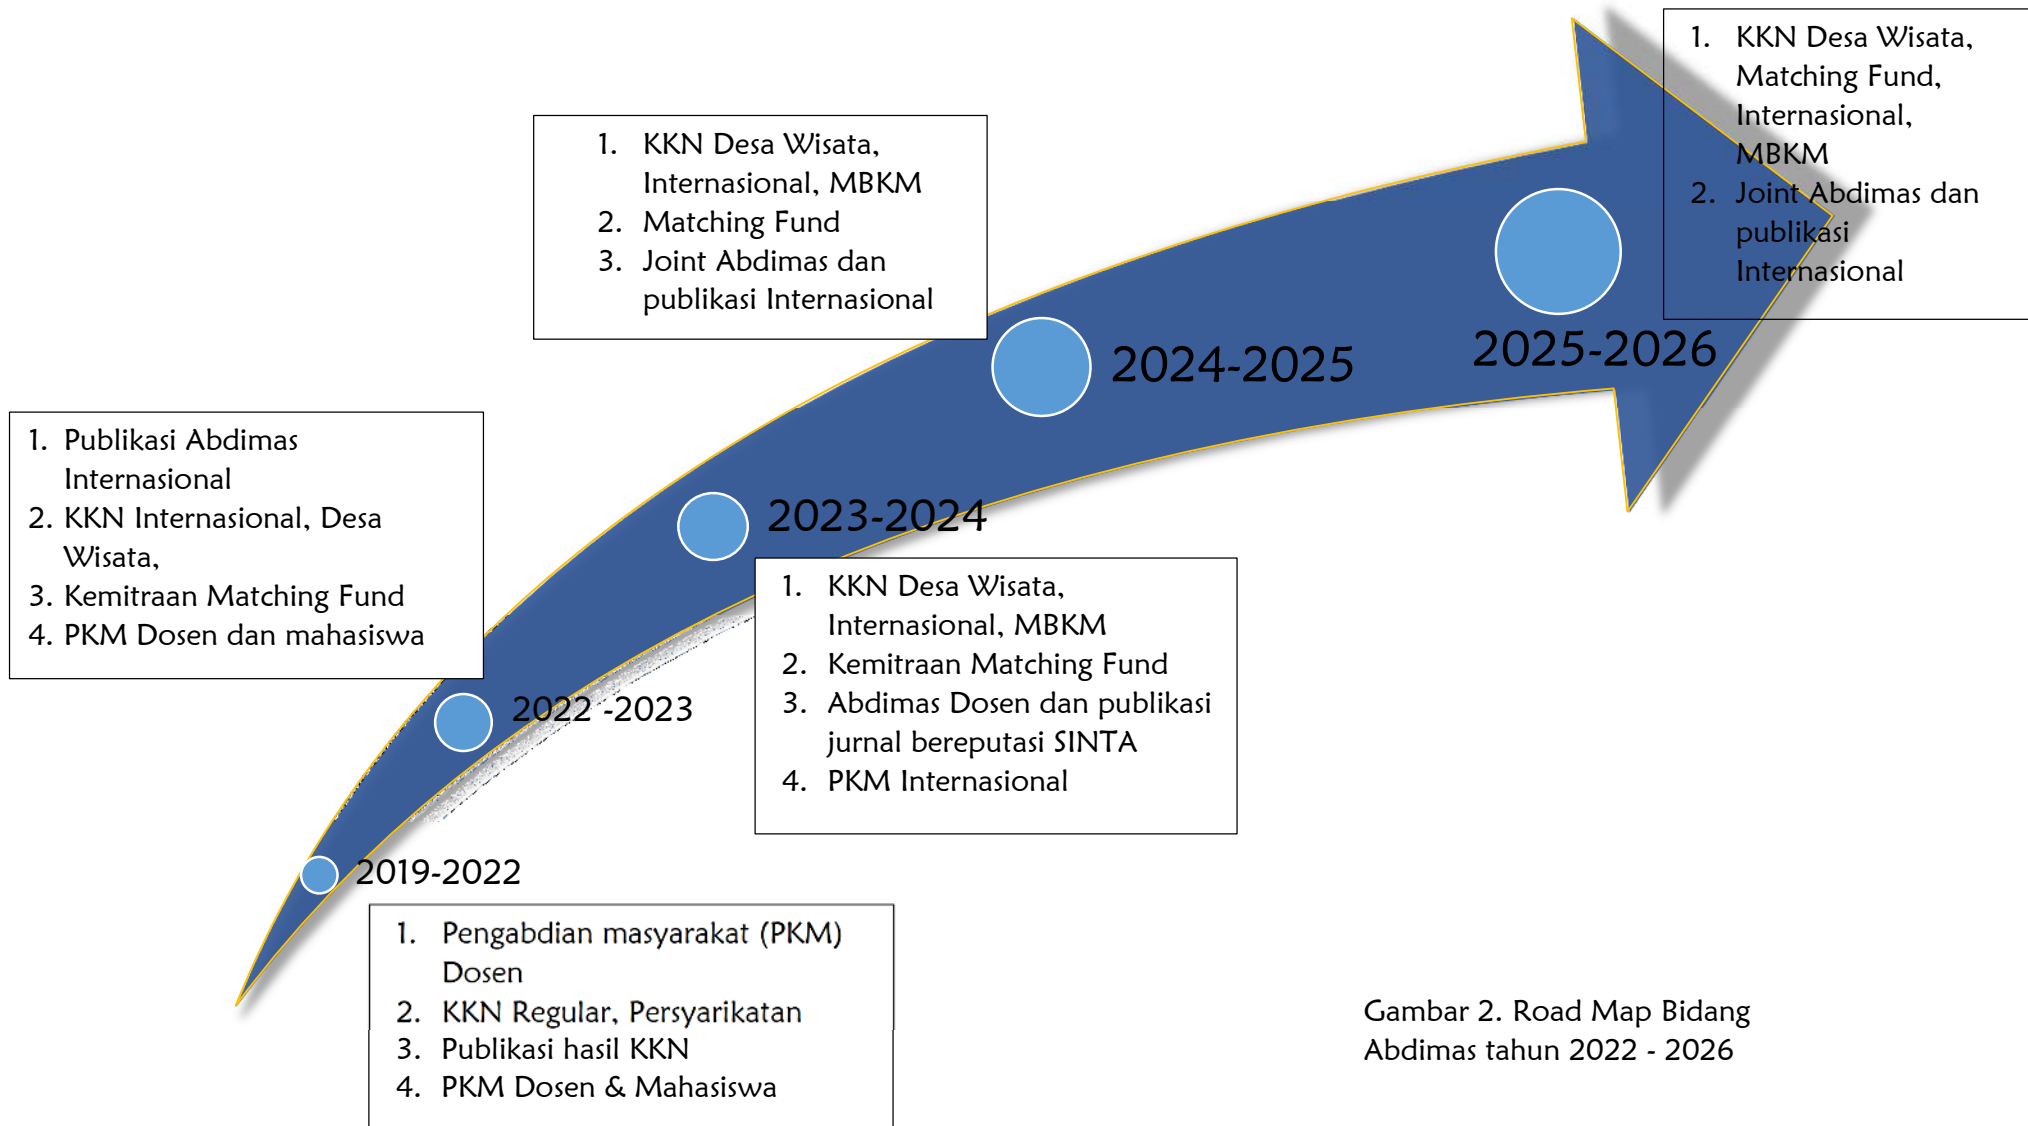 1. KKN Desa Wisata,
Matching Fund,
Internasional,
MBKM
2. Joint Abdimas dan
publikasi
Internasional
1. KKN Desa Wisata,
Internasional, MBKM
2. Matching Fund
3. Joint Abdimas dan
publikasi Internasional
2025-2026
2024-2025
1. Publikasi Abdimas
Internasional
2. KKN Internasional, Desa
Wisata,
3. Kemitraan Matching Fund
4. PKM Dosen dan mahasiswa
2023-2024
1. KKN Desa Wisata,
Internasional, MBKM
2. Kemitraan Matching Fund
3. Abdimas Dosen dan publikasi
jurnal bereputasi SINTA
4. PKM Internasional
2022 -2023
2019-2022
1. Pengabdian masyarakat (PKM)
Dosen
2. KKN Regular, Persyarikatan
3. Publikasi hasil KKN
4. PKM Dosen & Mahasiswa
Gambar 2. Road Map Bidang
Abdimas tahun 2022 - 2026